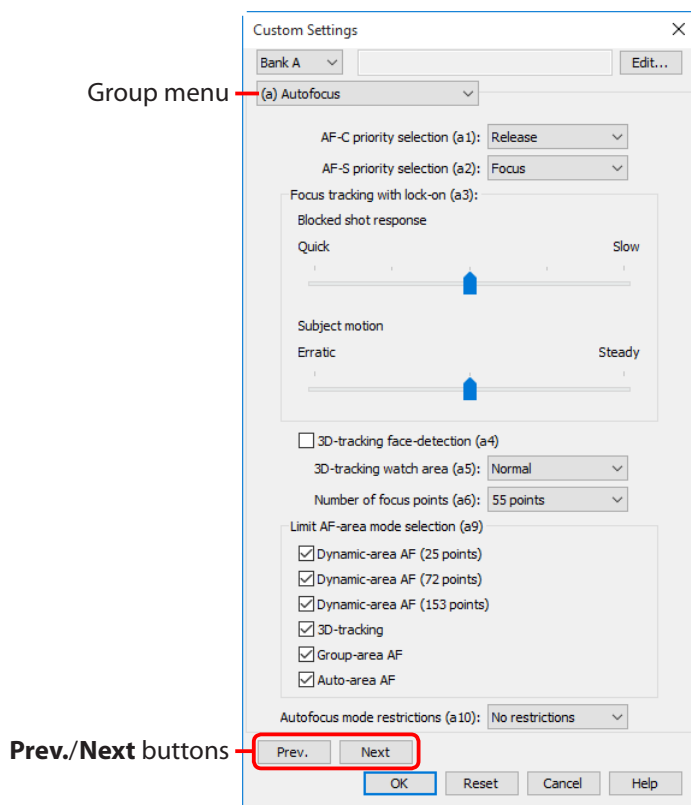 Custom Settings
Bank A
Edit...
Group menu
(a) Autofocus
AF-C priority selection (a1): Release
AF-S priority selection (a2): Focus
Focus tracking with lock-on (a3):
Blocked shot response
Quick Slow
Subject motion
Erratic Steady
3D-tracking face-detection (a4)
3D-tracking watch area (a5): Normal
Number of focus points (a6): 55 points
Limit AF-area mode selection (a9)
Dynamic-area AF (25 points)
Dynamic-area AF (72 points)
Dynamic-area AF (153 points)
3D-tracking
Group-area AF
Auto-area AF
Autofocus mode restrictions (a10): No restrictions
Prev./Next buttons
Prev. Next
OK Reset Cancel Help